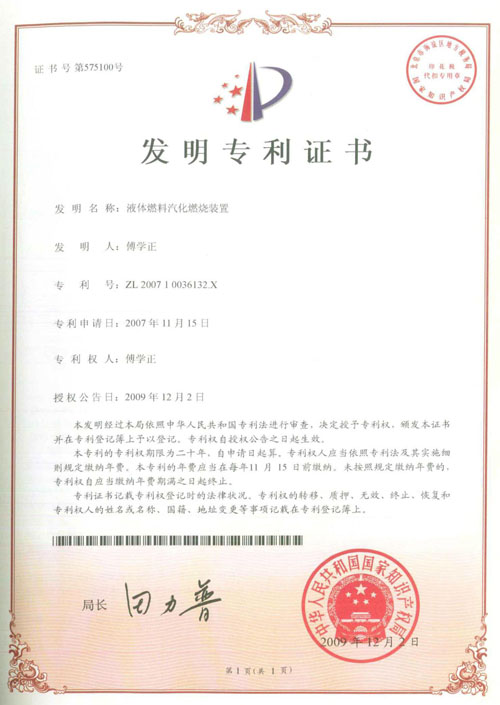 证书号第575100号
印花税
代扣专用章
国家知识产权局
发明专利证书
发明名称：液体燃料汽化燃烧装置
发明人：傅学正
专利号：ZL 2007 1 0036132.X
专利申请日：2007年11月15日
专利权人：傅学正
授权公告日：2009年12月2日
本发明经过本局依照中华人民共和国专利法进行审查，决定授予专利权，颁发本证书
并在专利登记簿上予以登记。专利权自授权公告之日起生效。
本专利的专利权期限为二十年，自申请日起算。专利权人应当依照专利法及其实施细
则规定缴纳年费。本专利的年费应当在每年11月15日前缴纳。未按照规定缴纳年费的，
专利权自应当缴纳年费期满之日起终止。
专利证书记载专利权登记时的法律状况。专利权的转移、质押、无效、终止、恢复和
专利权人的姓名或名称、国籍、地址变更等事项记载在专利登记簿上。
局长
田力普
中华人民共和国国家知识产权局
2009年12月2日
第1页(共1页)